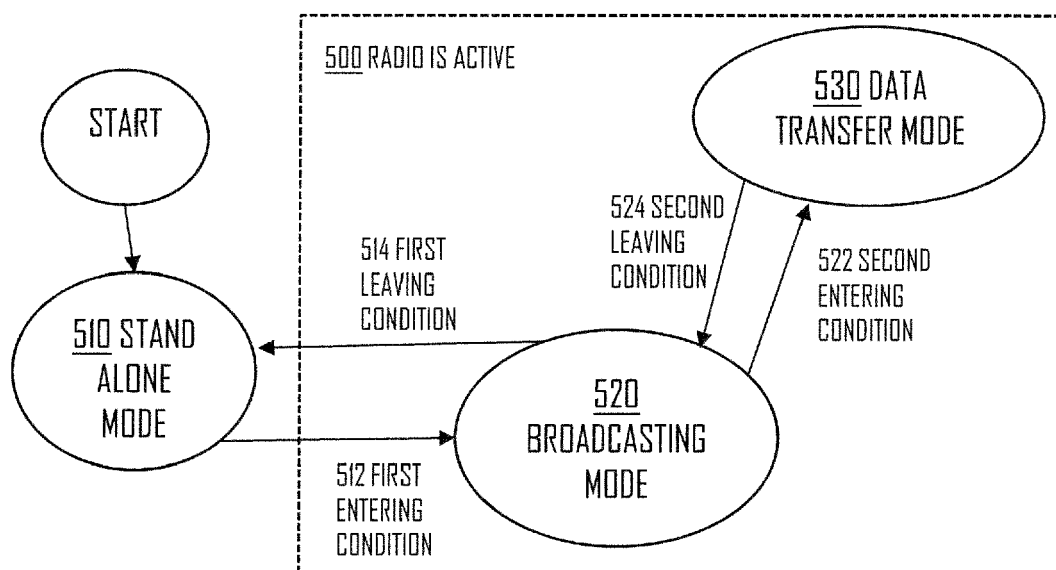 500 RADIO IS ACTIVE
START
530 DATA
TRANSFER MODE
524 SECOND
LEAVING
CONDITION
522 SECOND
ENTERING
CONDITION
514 FIRST
LEAVING
CONDITION
510 STAND
ALONE
MODE
520
BROADCASTING
MODE
512 FIRST
ENTERING
CONDITION